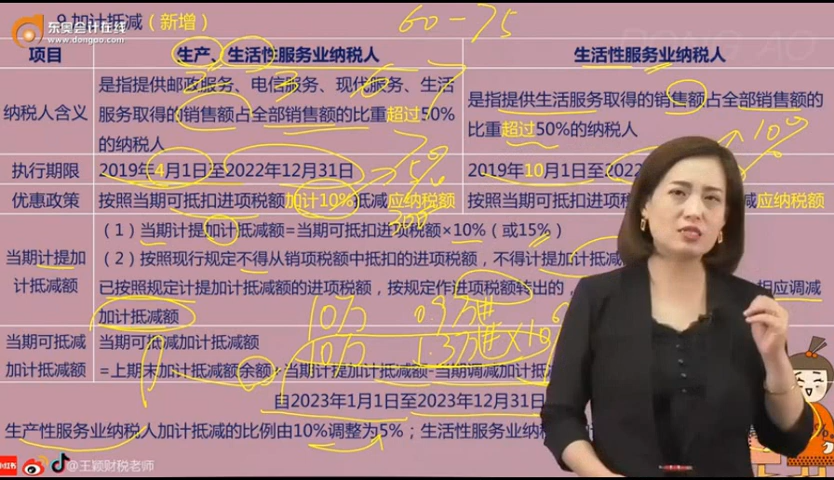 东奥会计在线
www.dongao.com
9.加计抵减（新增）
60-75
DONG AO
项目
生产、生活性服务业纳税人
生活性服务业纳税人
纳税人含义
是指提供邮政服务、电信服务、现代服务、生活
服务取得的销售额占全部销售额的比重超过50%
的纳税人
是指提供生活服务取得的销售额占全部销售额的
比重超过50%的纳税人
执行期限
2019年4月1日至2022年12月31日
2019年10月1日至2022
优惠政策
按照当期可抵扣进项税额加计10%抵减应纳税额
按照当期可抵扣进项税
减应纳税额
当期计提加
计抵减额
（1）当期计提加计抵减额=当期可抵扣进项税额×10%（或15%）
（2）按照现行规定不得从销项税额中抵扣的进项税额，不得计提加计抵减
已按照规定计提加计抵减额的进项税额，按规定作进项税额转出的，
相应调减
加计抵减额
当期可抵减
加计抵减额
当期可抵减加计抵减额
=上期末加计抵减额余额+当期计提加计抵减额-当期调减加计抵减
自2023年1月1日至2023年12月31日
生产性服务业纳税人加计抵减的比例由10%调整为5%；生活性服务业纳税
小红书
@王颖财税老师